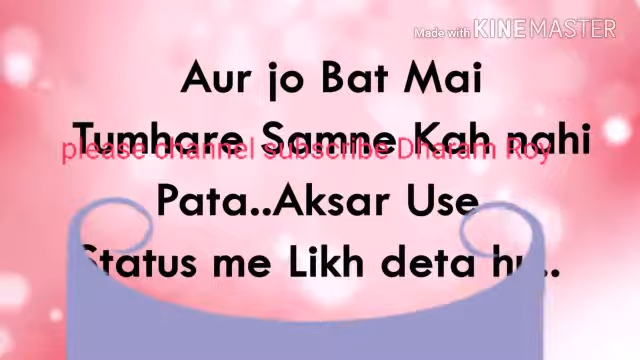 Made with KINEMASTER
Aur jo Bat Mai
Tumhare Samne Kah nahi
please channel subscribe Dharam Roy
Pata..Aksar Use
Status me Likh deta hu..